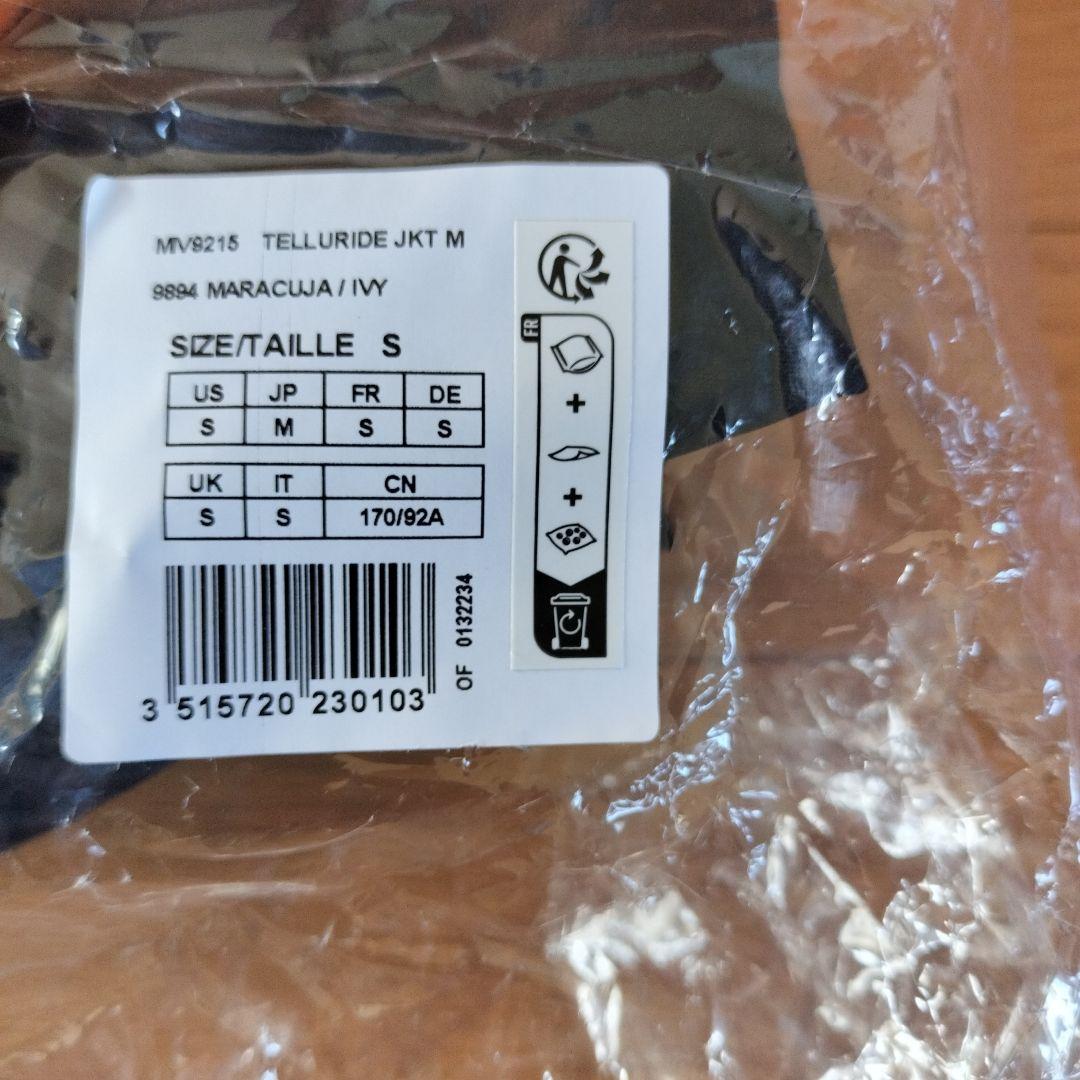 MIV9215 TELLURIDE JKT M
9894 MARACUJA / IVY
SIZE/TAILLE S
US JP FR DE
S M S S
UK IT CN
S S 170/92A
3 515720 230103
OF 0132234
FR